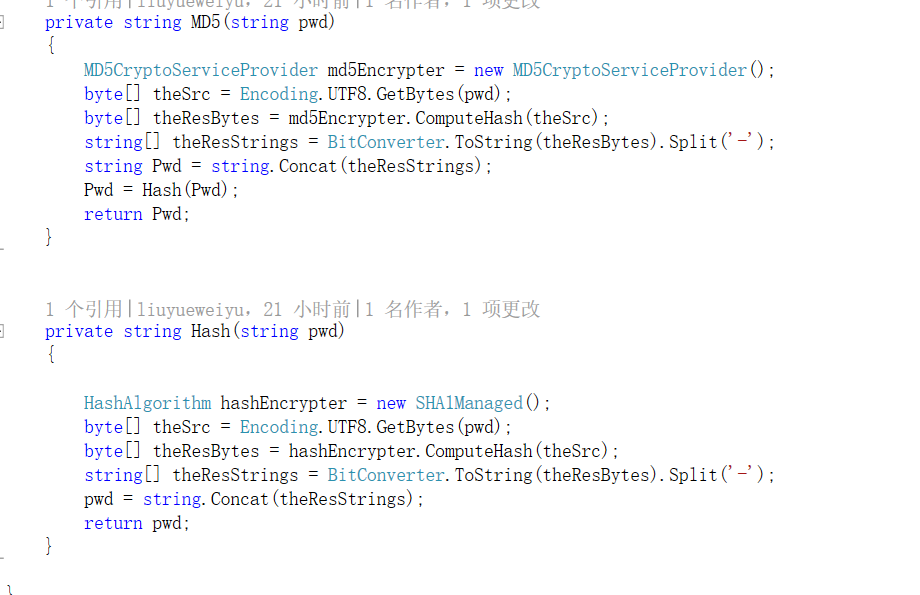 1 个引用|liuyueweiyu，21 小时前|1 名作者，1 项更改
private string MD5(string pwd)
{
MD5CryptoServiceProvider md5Encrypter = new MD5CryptoServiceProvider();
byte[] theSrc = Encoding.UTF8.GetBytes(pwd);
byte[] theResBytes = md5Encrypter.ComputeHash(theSrc);
string[] theResStrings = BitConverter.ToString(theResBytes).Split('-');
string Pwd = string.Concat(theResStrings);
Pwd = Hash(Pwd);
return Pwd;
}
1 个引用|liuyueweiyu，21 小时前|1 名作者，1 项更改
private string Hash(string pwd)
{
HashAlgorithm hashEncrypter = new SHA1Managed();
byte[] theSrc = Encoding.UTF8.GetBytes(pwd);
byte[] theResBytes = hashEncrypter.ComputeHash(theSrc);
string[] theResStrings = BitConverter.ToString(theResBytes).Split('-');
pwd = string.Concat(theResStrings);
return pwd;
}
}